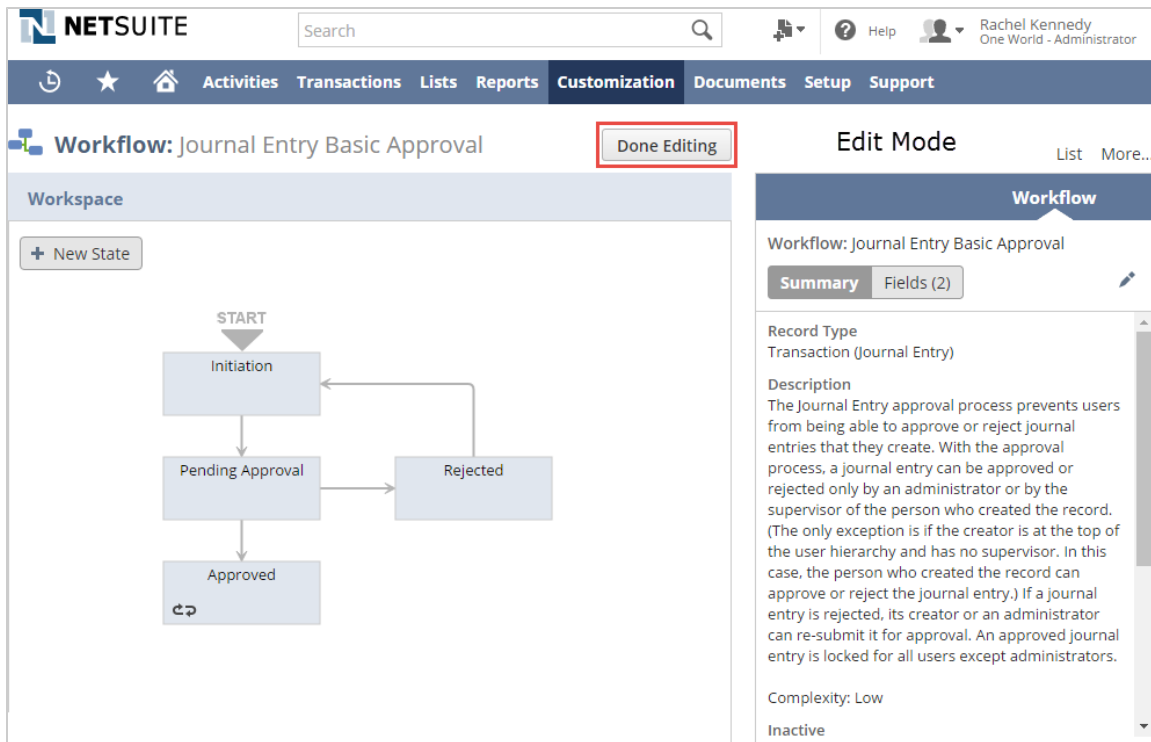 NETSUITE
Search
Help
Rachel Kennedy
One World - Administrator
Activities Transactions Lists Reports Customization Documents Setup Support
Workflow: Journal Entry Basic Approval
Done Editing
Edit Mode
List More...
Workspace
Workflow
+ New State
Workflow: Journal Entry Basic Approval
Summary Fields (2)
START
Initiation
Pending Approval
Rejected
Approved
Record Type
Transaction (Journal Entry)
Description
The Journal Entry approval process prevents users
from being able to approve or reject journal
entries that they create. With the approval
process, a journal entry can be approved or
rejected only by an administrator or by the
supervisor of the person who created the record.
(The only exception is if the creator is at the top of
the user hierarchy and has no supervisor. In this
case, the person who created the record can
approve or reject the journal entry.) If a journal
entry is rejected, its creator or an administrator
can re-submit it for approval. An approved journal
entry is locked for all users except administrators.
Complexity: Low
Inactive